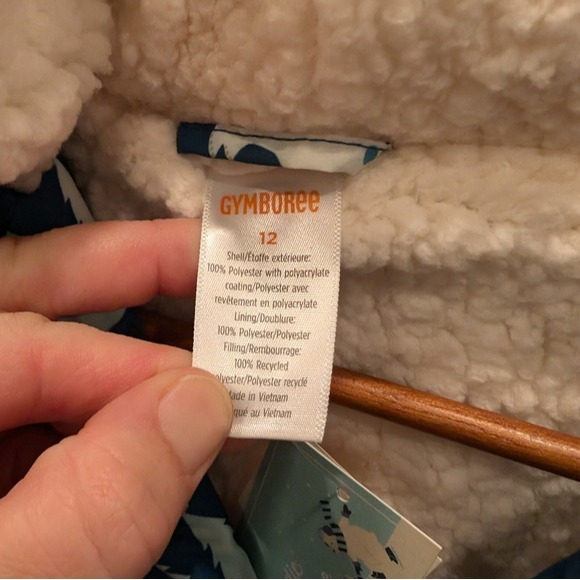 GYMBOREE
12
Shell/Étoffe extérieure:
100% Polyester with polyacrylate
coating/Polyester avec
revêtement en polyacrylate
Lining/Doublure:
100% Polyester/Polyester
Filling/Rembourrage:
100% Recycled
olyester/Polyester recyclé
ade in Vietnam
qué au Vietnam